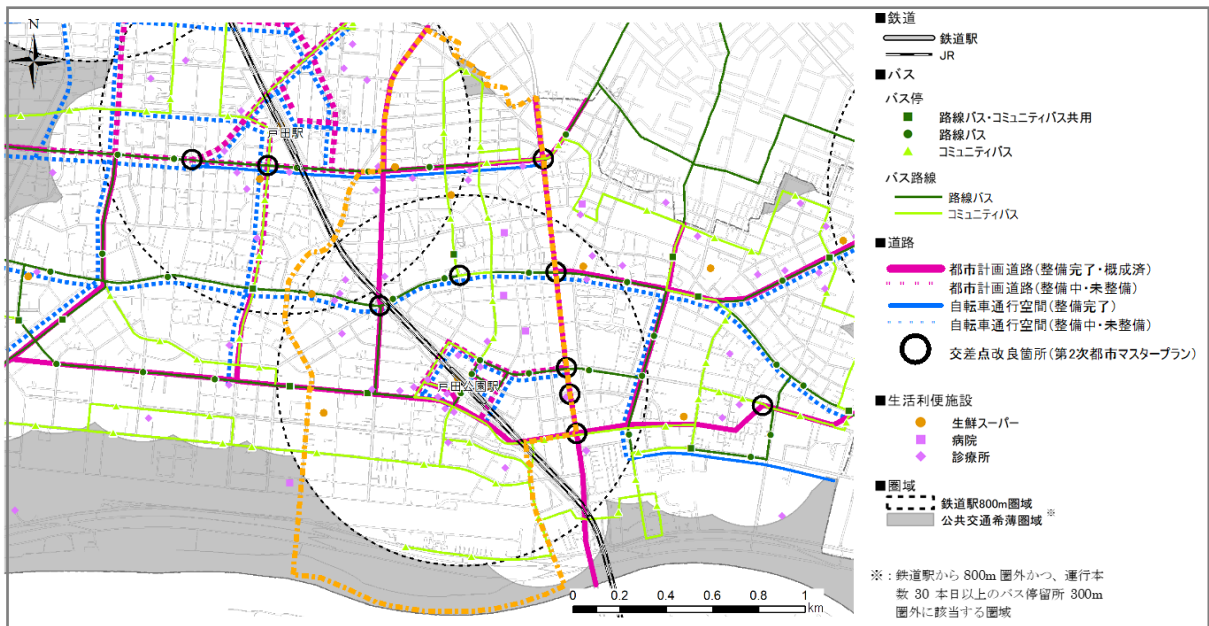 N
戸田駅
戸田公園駅
0 0.2 0.4 0.6 0.8 1
km
■鉄道
鉄道駅
JR
■バス
バス停
路線バス・コミュニティバス共用
路線バス
コミュニティバス
バス路線
路線バス
コミュニティバス
■道路
都市計画道路(整備完了・概成済)
都市計画道路(整備中・未整備)
自転車通行空間(整備完了)
自転車通行空間(整備中・未整備)
交差点改良箇所(第2次都市マスタープラン)
■生活利便施設
生鮮スーパー
病院
診療所
■圏域
鉄道駅800m圏域
公共交通希薄圏域※
※：鉄道駅から 800m 圏外かつ、運行本
数 30 本日以上のバス停留所 300m
圏外に該当する圏域